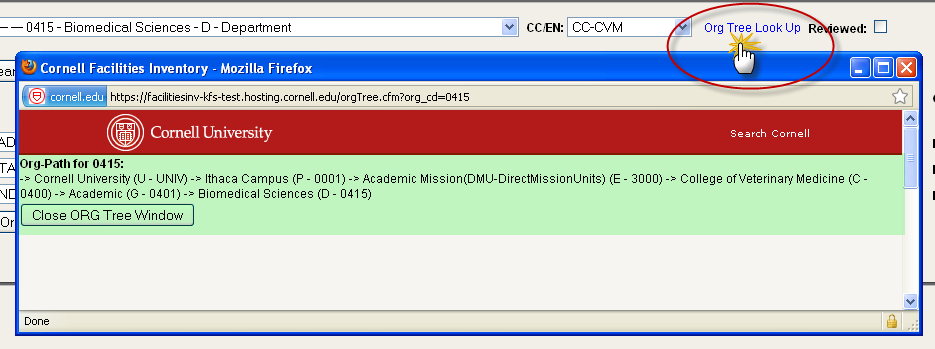 — — 0415 - Biomedical Sciences - D - Department CC/EN: CC-CVM Org Tree Look Up Reviewed:
Cornell Facilities Inventory - Mozilla Firefox
cornell.edu https://facilitiesinv-kfs-test.hosting.cornell.edu/orgTree.cfm?org_cd=0415
Cornell University Search Cornell
Org-Path for 0415:
-> Cornell University (U - UNIV) -> Ithaca Campus (P - 0001) -> Academic Mission(DMU-DirectMissionUnits) (E - 3000) -> College of Veterinary Medicine (C -
0400) -> Academic (G - 0401) -> Biomedical Sciences (D - 0415)
Close ORG Tree Window
Done